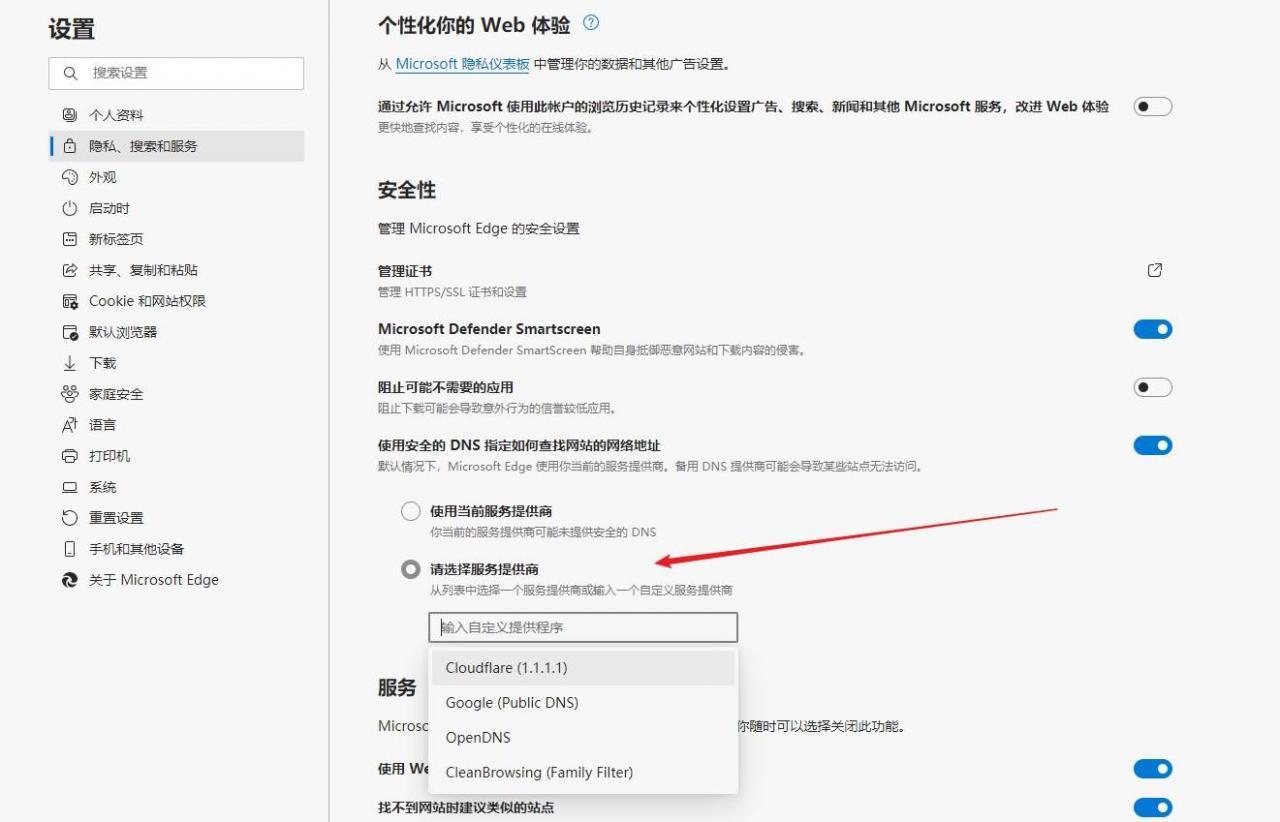 设置
搜索设置
个人资料
隐私、搜索和服务
外观
启动时
新标签页
共享、复制和粘贴
Cookie 和网站权限
默认浏览器
下载
家庭安全
语言
打印机
系统
重置设置
手机和其他设备
关于 Microsoft Edge
个性化你的 Web 体验
从 Microsoft 隐私仪表板 中管理你的数据和其他广告设置。
通过允许 Microsoft 使用此帐户的浏览历史记录来个性化设置广告、搜索、新闻和其他 Microsoft 服务，改进 Web 体验
更快地查找内容，享受个性化的在线体验。
安全性
管理 Microsoft Edge 的安全设置
管理证书
管理 HTTPS/SSL 证书和设置
Microsoft Defender Smartscreen
使用 Microsoft Defender SmartScreen 帮助自身抵御恶意网站和下载内容的侵害。
阻止可能不需要的应用
阻止下载可能会导致意外行为的信誉较低应用。
使用安全的 DNS 指定如何查找网站的网络地址
默认情况下，Microsoft Edge 使用你当前的服务提供商。备用 DNS 提供商可能会导致某些站点无法访问。
使用当前服务提供商
你当前的服务提供商可能未提供安全的 DNS
请选择服务提供商
从列表中选择一个服务提供商或输入一个自定义服务提供商
输入自定义提供程序
Cloudflare (1.1.1.1)
Google (Public DNS)
OpenDNS
CleanBrowsing (Family Filter)
服务
Microsc 你随时可以选择关闭此功能。
使用 We
找不到网站时建议类似的站点